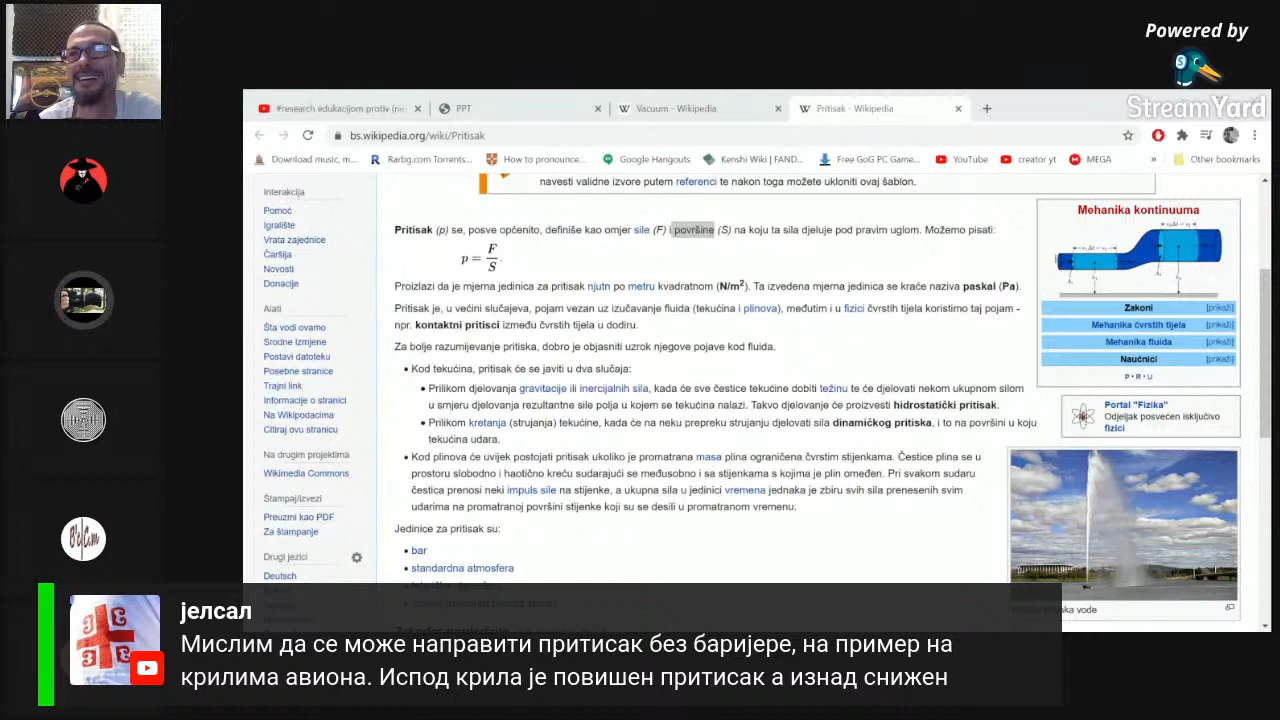 Powered by
StreamYard
#research edukacijom protiv (ne
PPT
Vacuum - Wikipedia
Pritisak - Wikipedia
bs.wikipedia.org/wiki/Pritisak
Download music, m...
Rarbg.com Torrents...
How to pronounce...
Google Hangouts
Kenshi Wiki | FAND...
Free GoG PC Game...
YouTube
creator yt
MEGA
»
Other bookmarks
Interakcija
Pomoć
Igralište
Vrata zajednice
Čaršija
Novosti
Donacije
Alati
Šta vodi ovamo
Srodne izmjene
Postavi datoteku
Posebne stranice
Trajni link
Informacije o stranici
Na Wikipodacima
Citiraj ovu stranicu
Na drugim projektima
Wikimedia Commons
Štampaj/izvezi
Preuzmi kao PDF
Za štampanje
Drugi jezici
Deutsch
navesti validne izvore putem referenci te nakon toga možete ukloniti ovaj šablon.
Pritisak (p) se, posve općenito, definiše kao omjer sile (F) i površine (S) na koju ta sila djeluje pod pravim uglom. Možemo pisati:
p = F/S.
Proizlazi da je mjerna jedinica za pritisak njutn po metru kvadratnom (N/m²). Ta izvedena mjerna jedinica se kraće naziva paskal (Pa).
Pritisak je, u većini slučajeva, pojam vezan uz izučavanje fluida (tekućina i plinova), međutim i u fizici čvrstih tijela koristimo taj pojam -
npr. kontaktni pritisci između čvrstih tijela u dodiru.
Za bolje razumijevanje pritiska, dobro je objasniti uzrok njegove pojave kod fluida.
• Kod tekućina, pritisak će se javiti u dva slučaja:
• Prilikom djelovanja gravitacije ili inercijalnih sila, kada će sve čestice tekućine dobiti težinu te će djelovati nekom ukupnom silom
u smjeru djelovanja rezultantne sile polja u kojem se tekućina nalazi. Takvo djelovanje će proizvesti hidrostatički pritisak.
• Prilikom kretanja (strujanja) tekućine, kada će na neku prepreku strujanju djelovati sila dinamičkog pritiska, i to na površini u koju
tekućina udara.
• Kod plinova će uvijek postojati pritisak ukoliko je promatrana masa plina ograničena čvrstim stijenkama. Čestice plina se u
prostoru slobodno i haotično kreću sudarajući se međusobno i sa stijenkama s kojima je plin omeđen. Pri svakom sudaru
čestica prenosi neki impuls sile na stijenke, a ukupna sila u jedinici vremena jednaka je zbiru svih sila prenesenih svim
udarima na promatranoj površini stijenke koji su se desili u promatranom vremenu.
Jedinice za pritisak su:
• bar
• standardna atmosfera
Mehanika kontinuuma
Zakoni [prikaži]
Mehanika čvrstih tijela [prikaži]
Mehanika fluida [prikaži]
Naučnici [prikaži]
P • R • U
Portal "Fizika"
Odjeljak posvećen isključivo
fizici
јелсал
Мислим да се може направити притисак без баријере, на пример на
крилима авиона. Испод крила је повишен притисак а изнад снижен